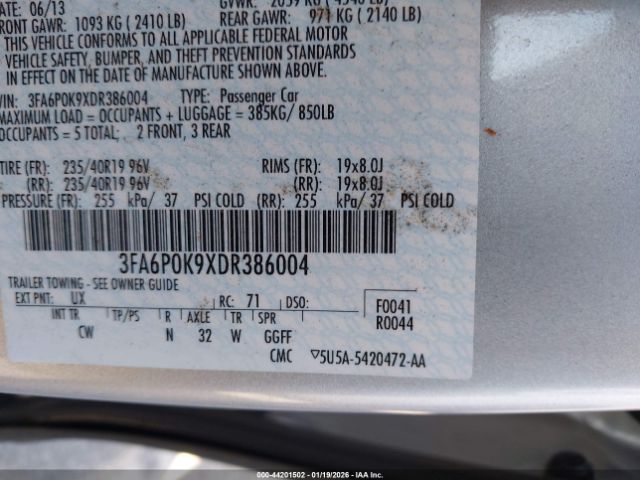 DATE: 06/13 GVWR: 2059 KG ( 4540 LB)
FRONT GAWR: 1093 KG ( 2410 LB) REAR GAWR: 971 KG ( 2140 LB)
THIS VEHICLE CONFORMS TO ALL APPLICABLE FEDERAL MOTOR
VEHICLE SAFETY, BUMPER, AND THEFT PREVENTION STANDARDS
IN EFFECT ON THE DATE OF MANUFACTURE SHOWN ABOVE.
VIN: 3FA6P0K9XDR386004 TYPE: Passenger Car
MAXIMUM LOAD = OCCUPANTS + LUGGAGE = 385KG/ 850LB
OCCUPANTS = 5 TOTAL: 2 FRONT, 3 REAR
TIRE (FR): 235/40R19 96V RIMS (FR): 19x8.0J
(RR): 235/40R19 96V (RR): 19x8.0J
PRESSURE (FR): 255 kPa/ 37 PSI COLD (RR): 255 kPa/ 37 PSI COLD
3FA6P0K9XDR386004
TRAILER TOWING - SEE OWNER GUIDE
EXT PNT: UX RC: 71 DSO: F0041
INT TR TP/PS R AXLE TR SPR R0044
CW N 32 W GGFF
CMC ▽5U5A-5420472-AA
000-44201502 - 01/19/2026 - IAAI COPYRIGHT